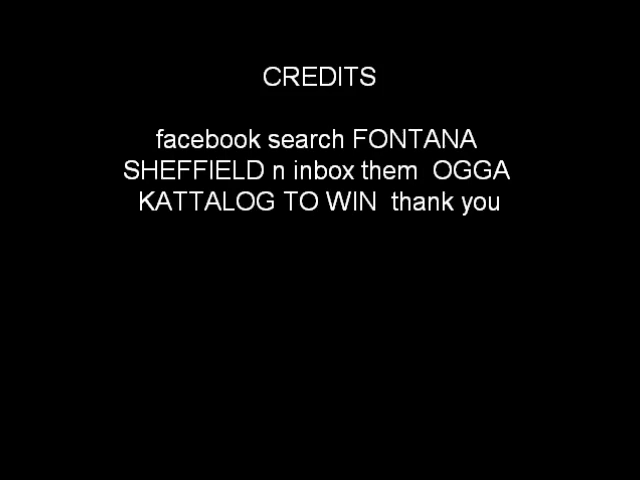 CREDITS
facebook search FONTANA
SHEFFIELD n inbox them  OGGA
KATTALOG TO WIN  thank you